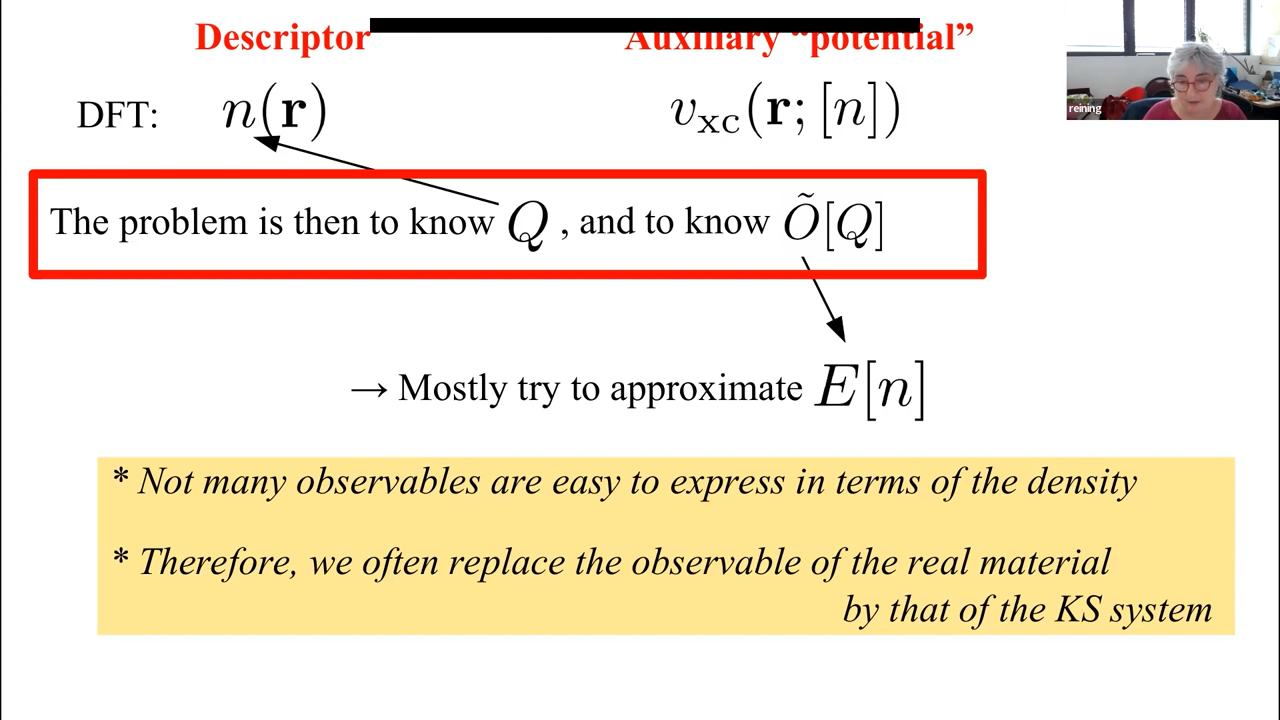 Descriptor Auxiliary “potential”
reining
DFT: n(r) v_xc(r; [n])
The problem is then to know Q , and to know Õ[Q]
→ Mostly try to approximate E[n]
* Not many observables are easy to express in terms of the density
* Therefore, we often replace the observable of the real material
by that of the KS system